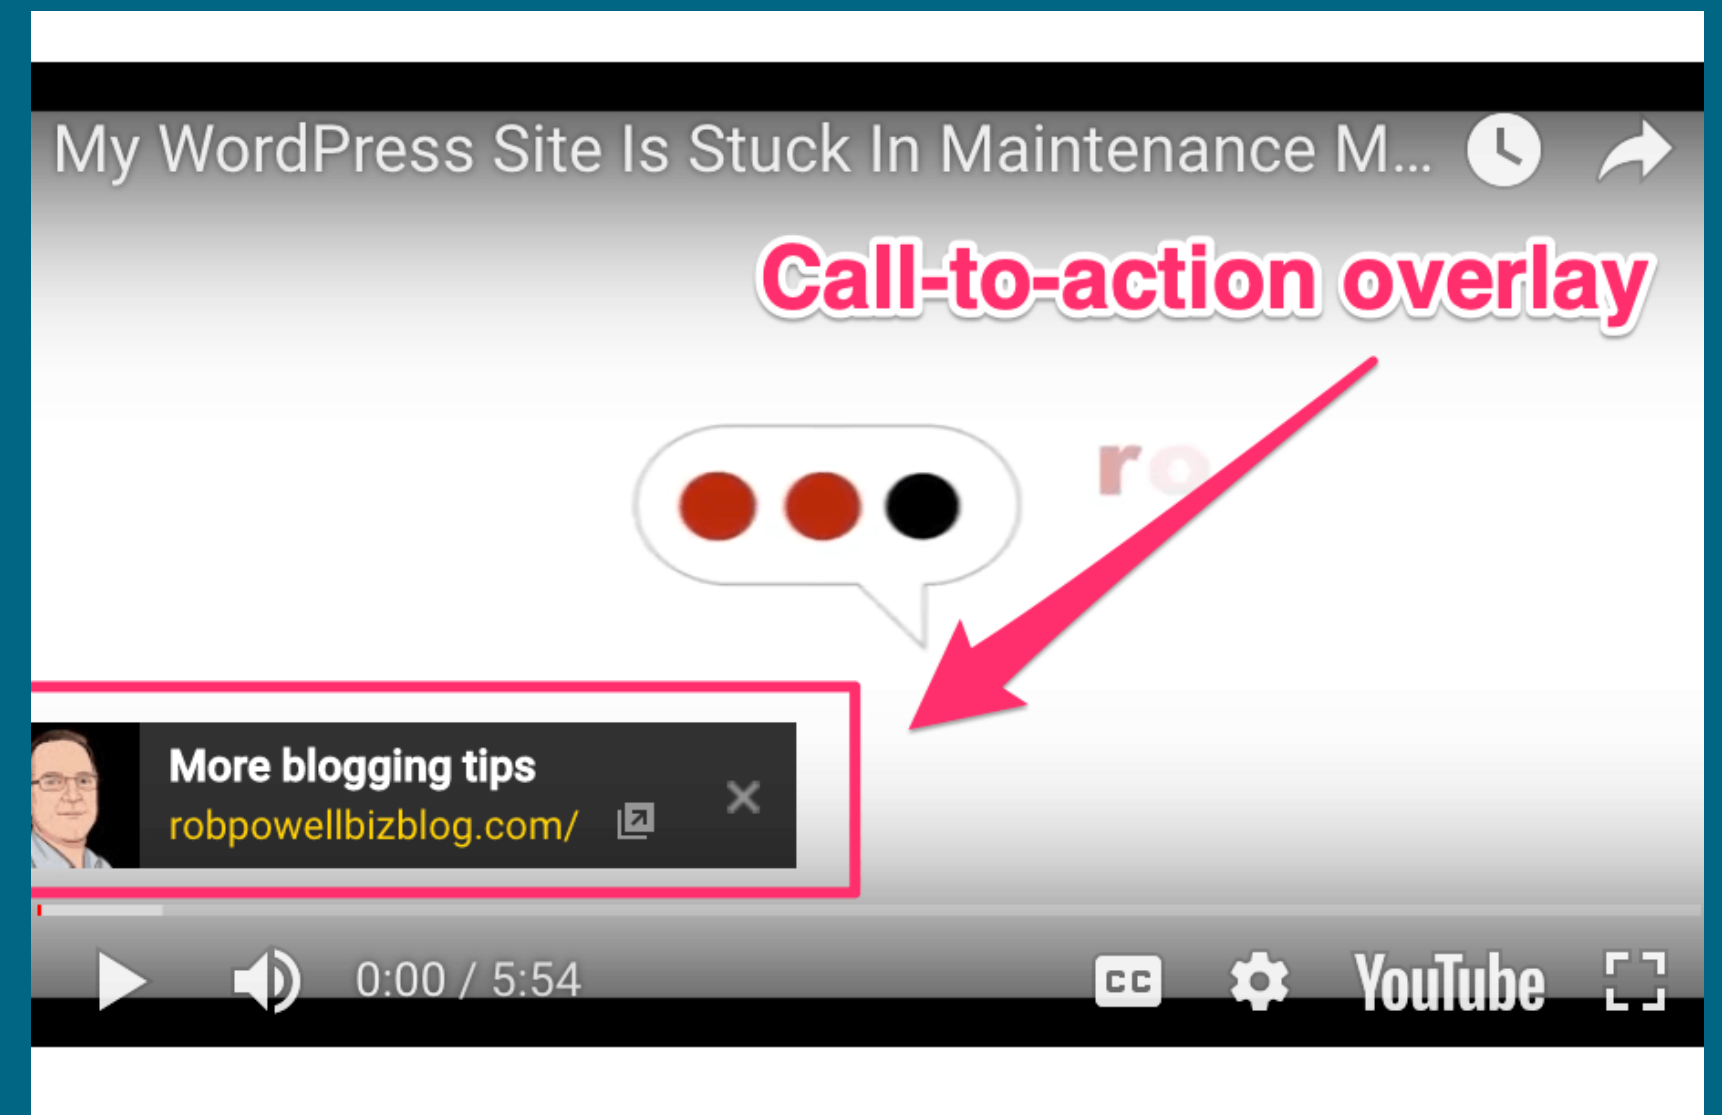 My WordPress Site Is Stuck In Maintenance M...
Call-to-action overlay
ro
More blogging tips
robpowellbizblog.com/
0:00 / 5:54
CC
YouTube